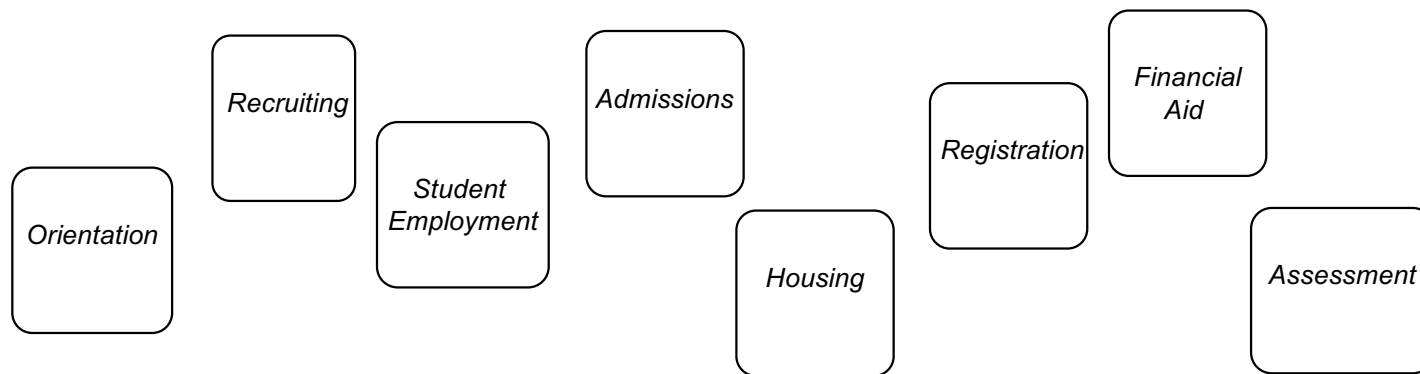 Orientation
Recruiting
Student
Employment
Admissions
Housing
Registration
Financial
Aid
Assessment